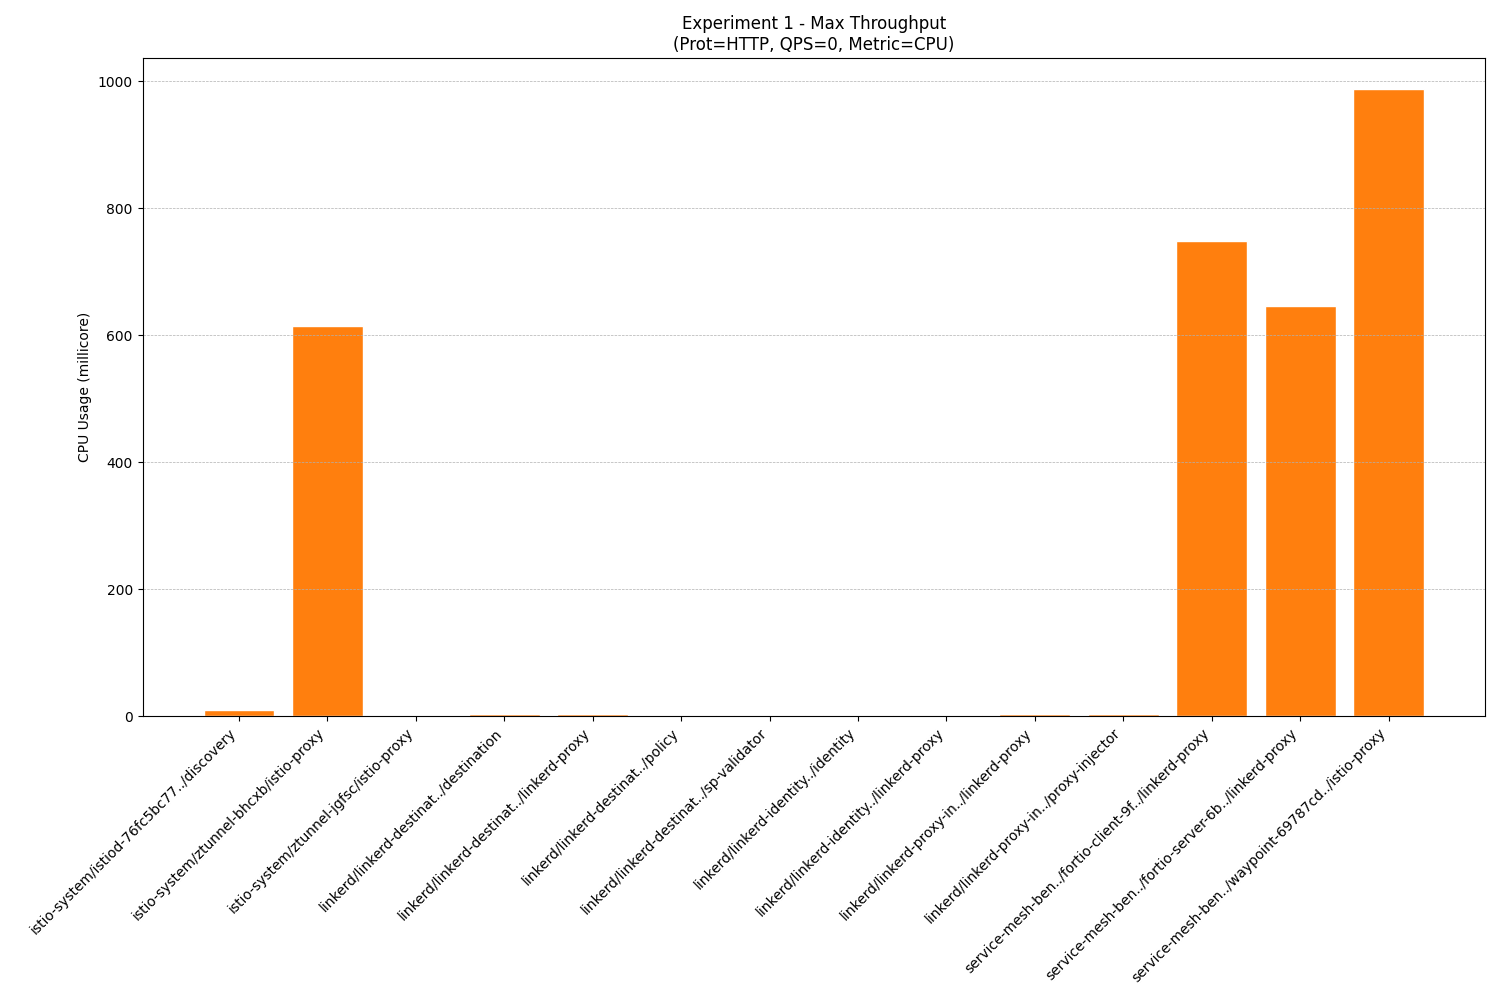 Experiment 1 - Max Throughput
(Prot=HTTP, QPS=0, Metric=CPU)
CPU Usage (millicore)
1000
800
600
400
200
0
istio-system/istiod-76fc5bc77../discovery
istio-system/ztunnel-bhcxb/istio-proxy
istio-system/ztunnel-jgfsc/istio-proxy
linkerd/linkerd-destinat../destination
linkerd/linkerd-destinat../linkerd-proxy
linkerd/linkerd-destinat../policy
linkerd/linkerd-destinat../sp-validator
linkerd/linkerd-identity../identity
linkerd/linkerd-identity../linkerd-proxy
linkerd/linkerd-proxy-in../linkerd-proxy
linkerd/linkerd-proxy-in../proxy-injector
service-mesh-ben../fortio-client-9f../linkerd-proxy
service-mesh-ben../fortio-server-6b../linkerd-proxy
service-mesh-ben../waypoint-69787cd../istio-proxy